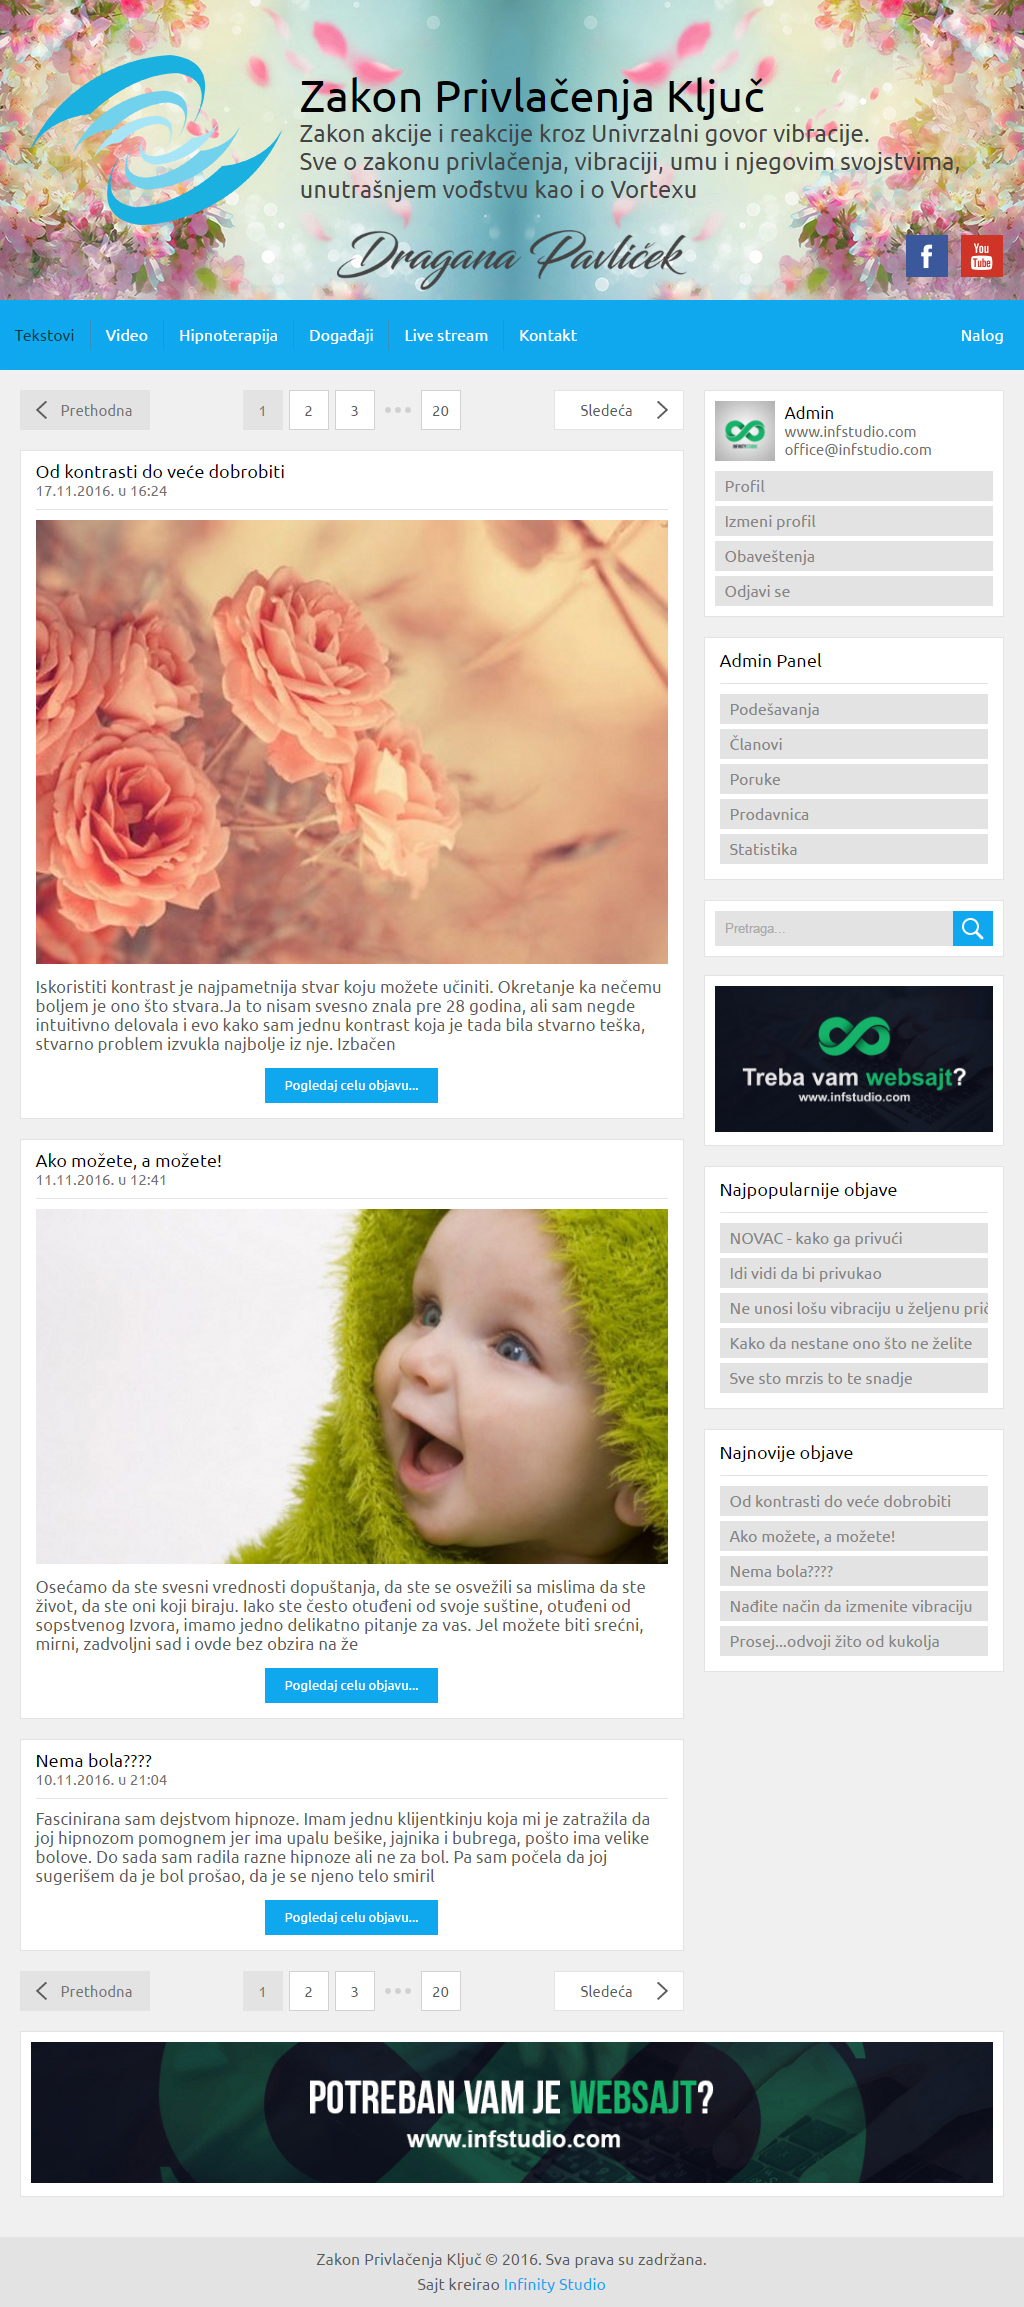 Zakon Privlačenja Ključ
Zakon akcije i reakcije kroz Univrzalni govor vibracije.
Sve o zakonu privlačenja, vibraciji, umu i njegovim svojstvima,
unutrašnjem vođstvu kao i o Vortexu
Dragana Pavliček
f
You
Tube
Tekstovi
Video
Hipnoterapija
Događaji
Live stream
Kontakt
Nalog
Prethodna
1
2
3
20
Sledeća
Od kontrasti do veće dobrobiti
17.11.2016. u 16:24
Iskoristiti kontrast je najpametnija stvar koju možete učiniti. Okretanje ka nečemu
boljem je ono što stvara.Ja to nisam svesno znala pre 28 godina, ali sam negde
intuitivno delovala i evo kako sam jednu kontrast koja je tada bila stvarno teška,
stvarno problem izvukla najbolje iz nje. Izbačen
Pogledaj celu objavu...
Ako možete, a možete!
11.11.2016. u 12:41
Osećamo da ste svesni vrednosti dopuštanja, da ste se osvežili sa mislima da ste
život, da ste oni koji biraju. Iako ste često otuđeni od svoje suštine, otuđeni od
sopstvenog Izvora, imamo jedno delikatno pitanje za vas. Jel možete biti srećni,
mirni, zadvoljni sad i ovde bez obzira na že
Pogledaj celu objavu...
Nema bola????
10.11.2016. u 21:04
Fascinirana sam dejstvom hipnoze. Imam jednu klijentkinju koja mi je zatražila da
joj hipnozom pomognem jer ima upalu bešike, jajnika i bubrega, pošto ima velike
bolove. Do sada sam radila razne hipnoze ali ne za bol. Pa sam počela da joj
sugerišem da je bol prošao, da je se njeno telo smiril
Pogledaj celu objavu...
Prethodna
1
2
3
20
Sledeća
Admin
www.infstudio.com
office@infstudio.com
Profil
Izmeni profil
Obaveštenja
Odjavi se
Admin Panel
Podešavanja
Članovi
Poruke
Prodavnica
Statistika
Pretraga...
Treba vam websajt?
www.infstudio.com
Najpopularnije objave
NOVAC - kako ga privući
Idi vidi da bi privukao
Ne unosi lošu vibraciju u željenu prič
Kako da nestane ono što ne želite
Sve sto mrzis to te snadje
Najnovije objave
Od kontrasti do veće dobrobiti
Ako možete, a možete!
Nema bola????
Nađite način da izmenite vibraciju
Prosej...odvoji žito od kukolja
POTREBAN VAM JE WEBSAJT?
www.infstudio.com
Zakon Privlačenja Ključ © 2016. Sva prava su zadržana.
Sajt kreirao Infinity Studio